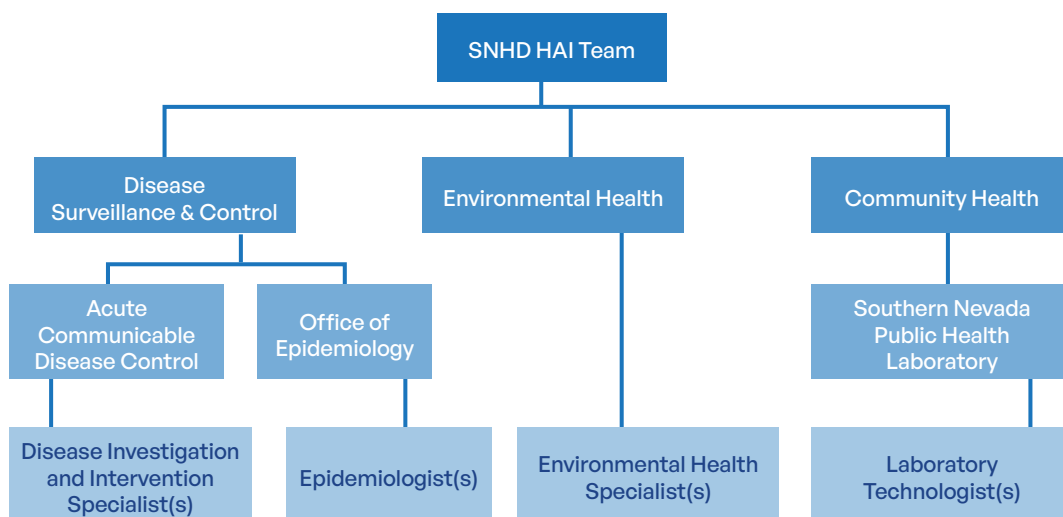 SNHD HAI Team
Disease
Surveillance & Control
Environmental Health
Community Health
Acute
Communicable
Disease Control
Office of
Epidemiology
Southern Nevada
Public Health
Laboratory
Disease Investigation
and Intervention
Specialist(s)
Epidemiologist(s)
Environmental Health
Specialist(s)
Laboratory
Technologist(s)